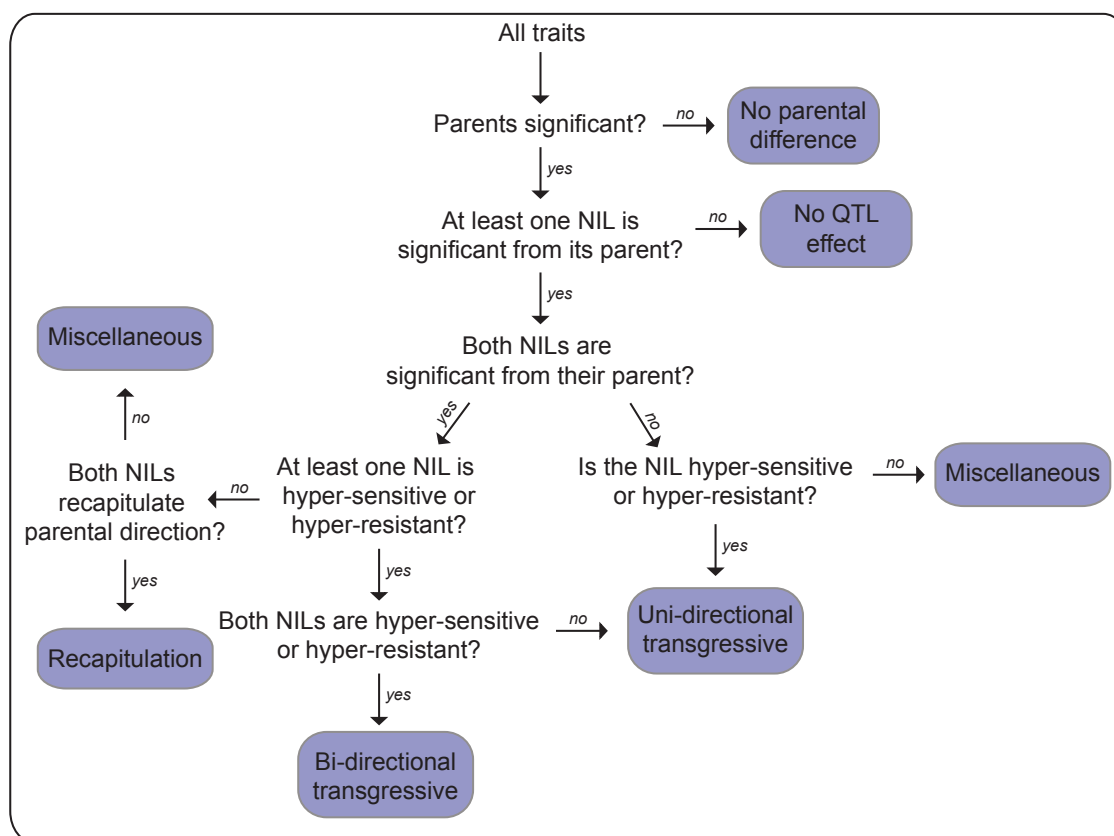 All traits
Parents significant?
no
No parental
difference
yes
At least one NIL is
significant from its parent?
no
No QTL
effect
yes
Both NILs are
significant from their parent?
yes
no
Miscellaneous
no
Both NILs
recapitulate
parental direction?
no
At least one NIL is
hyper-sensitive or
hyper-resistant?
Is the NIL hyper-sensitive
or hyper-resistant?
no
Miscellaneous
yes
yes
yes
Recapitulation
Both NILs are hyper-sensitive
or hyper-resistant?
no
Uni-directional
transgressive
yes
Bi-directional
transgressive